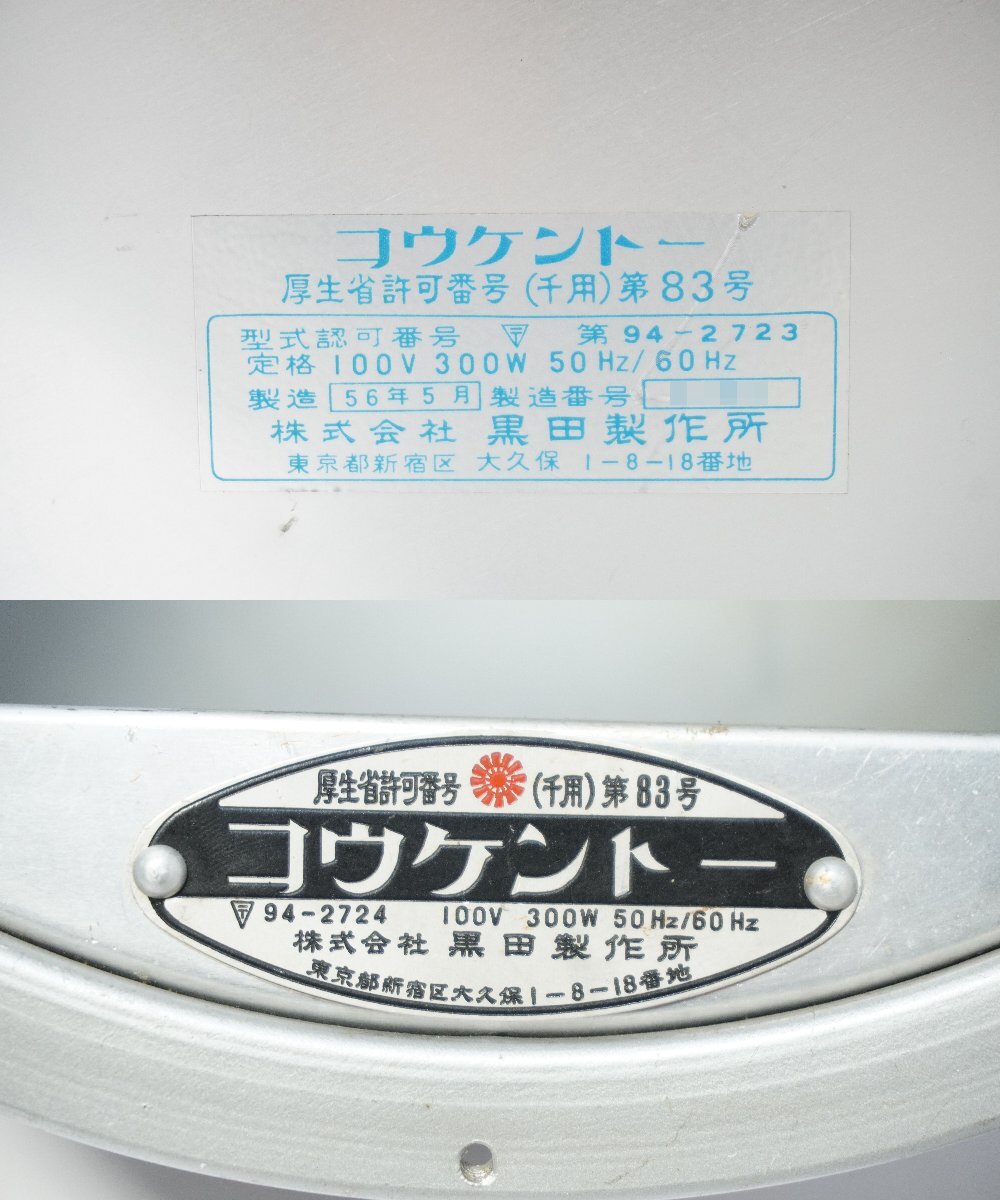 コウケントー
厚生省許可番号(千用)第83号
型式認可番号 〒 第94-2723
定格 100V 300W 50Hz/60Hz
製造 56年5月 製造番号
株式会社 黒田製作所
東京都新宿区 大久保 1-8-18番地
厚生省許可番号 (千用)第83号
コウケントー
〒 94-2724 100V 300W 50Hz/60Hz
株式会社 黒田製作所
東京都新宿区大久保1-8-18番地